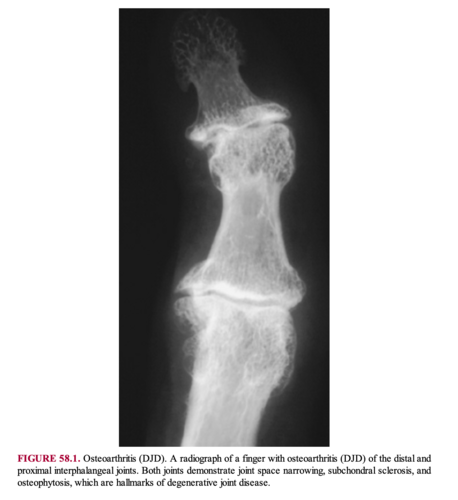 FIGURE 58.1. Osteoarthritis (DJD). A radiograph of a finger with osteoarthritis (DJD) of the distal and
proximal interphalangeal joints. Both joints demonstrate joint space narrowing, subchondral sclerosis, and
osteophytosis, which are hallmarks of degenerative joint disease.